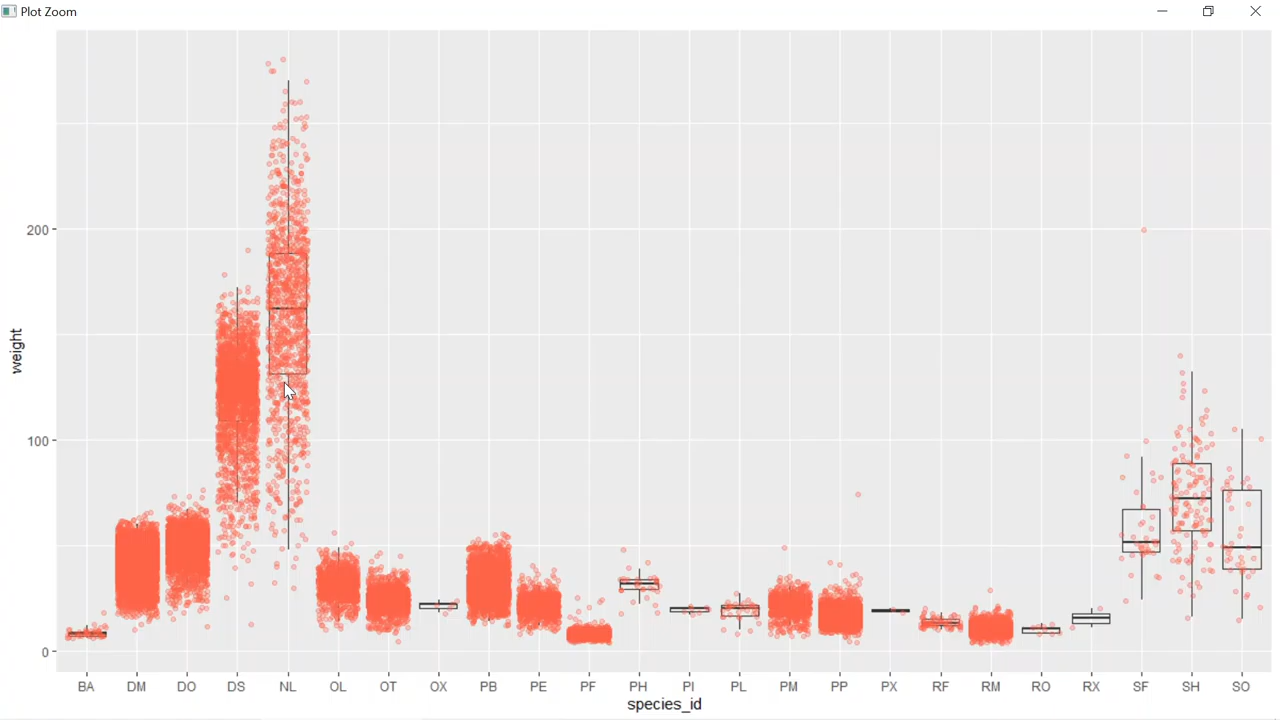 Plot Zoom
200
100
0
weight
BA DM DO DS NL OL OT OX PB PE PF PH PI PL PM PP PX RF RM RO RX SF SH SO
species_id